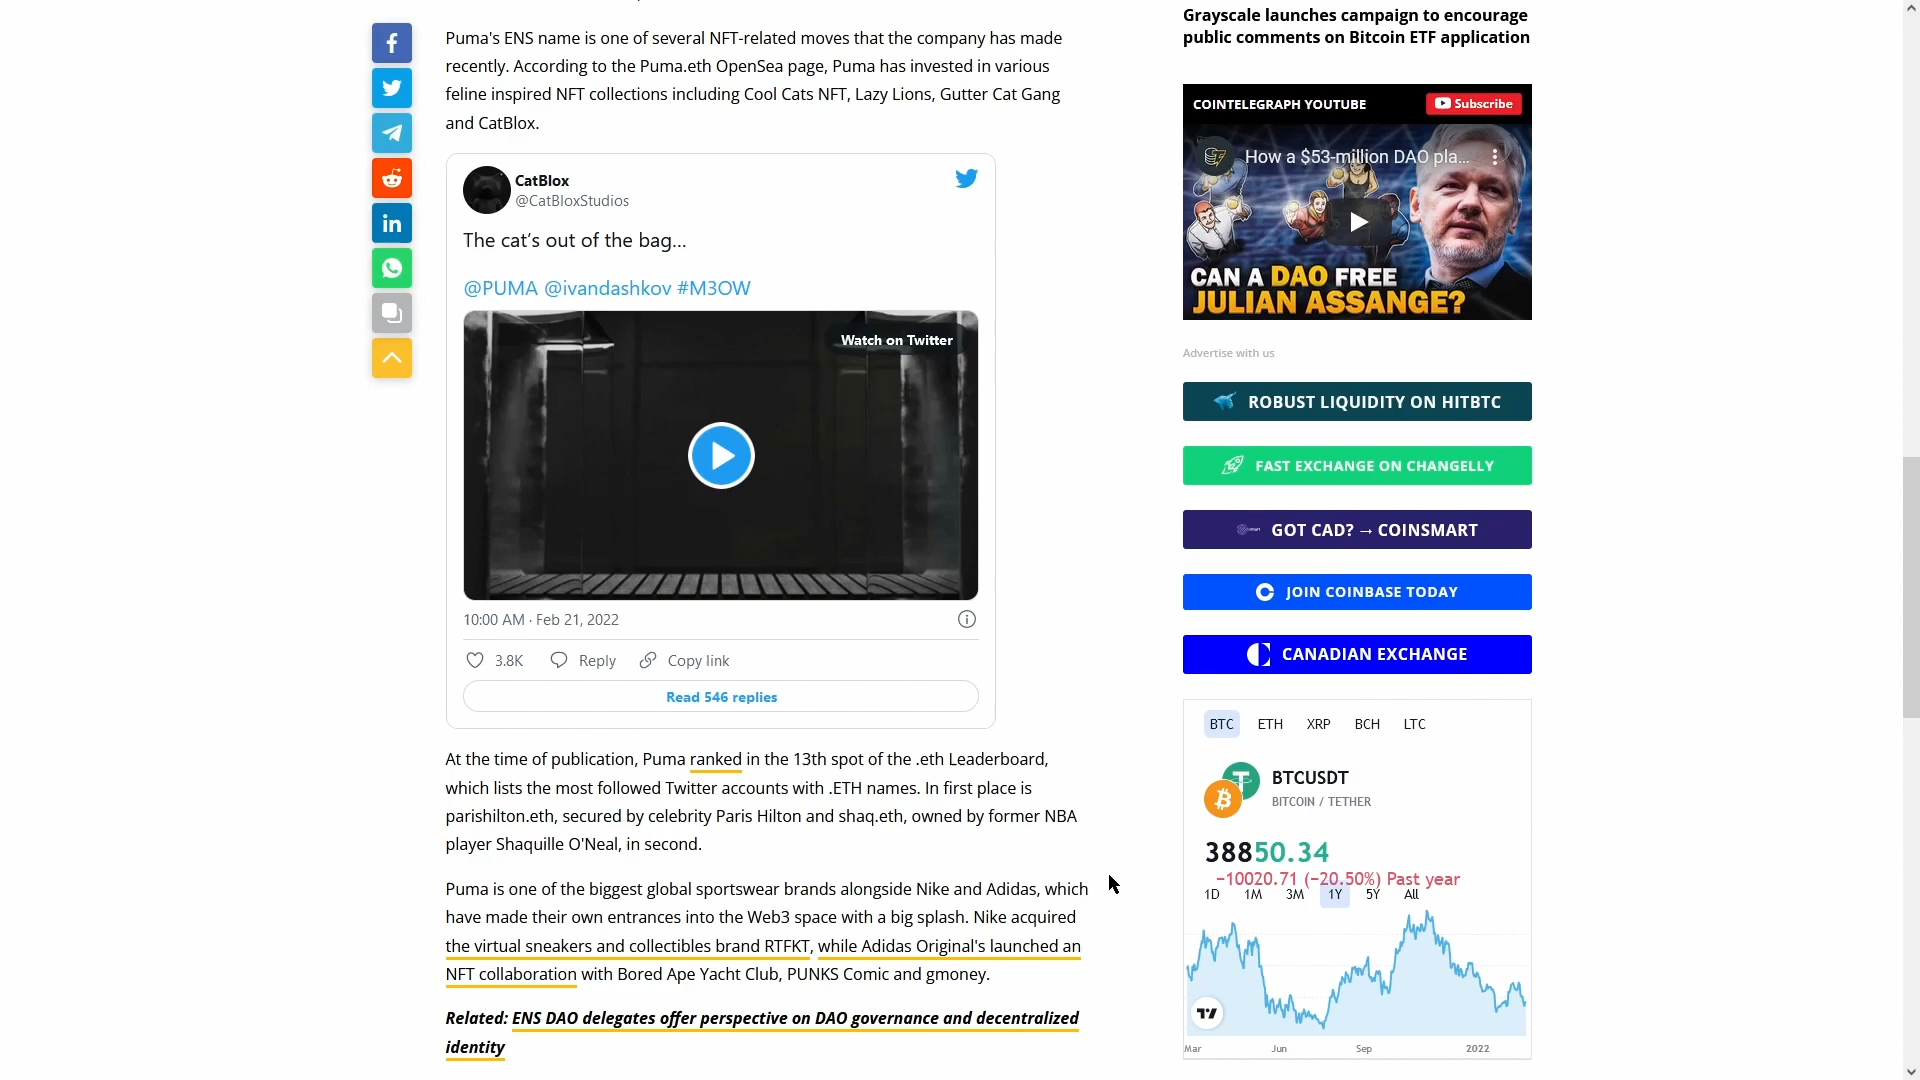 Puma's ENS name is one of several NFT-related moves that the company has made
recently. According to the Puma.eth OpenSea page, Puma has invested in various
feline inspired NFT collections including Cool Cats NFT, Lazy Lions, Gutter Cat Gang
and CatBlox.
CatBlox
@CatBloxStudios
The cat's out of the bag...
@PUMA @ivandashkov #M3OW
Watch on Twitter
10:00 AM · Feb 21, 2022
3.8K Reply Copy link
Read 546 replies
At the time of publication, Puma ranked in the 13th spot of the .eth Leaderboard,
which lists the most followed Twitter accounts with .ETH names. In first place is
parishilton.eth, secured by celebrity Paris Hilton and shaq.eth, owned by former NBA
player Shaquille O'Neal, in second.
Puma is one of the biggest global sportswear brands alongside Nike and Adidas, which
have made their own entrances into the Web3 space with a big splash. Nike acquired
the virtual sneakers and collectibles brand RTFKT, while Adidas Original's launched an
NFT collaboration with Bored Ape Yacht Club, PUNKS Comic and gmoney.
Related: ENS DAO delegates offer perspective on DAO governance and decentralized
identity
Grayscale launches campaign to encourage
public comments on Bitcoin ETF application
COINTELEGRAPH YOUTUBE
Subscribe
How a $53-million DAO pla...
CAN A DAO FREE
JULIAN ASSANGE?
Advertise with us
ROBUST LIQUIDITY ON HITBTC
FAST EXCHANGE ON CHANGELLY
GOT CAD? → COINSMART
JOIN COINBASE TODAY
CANADIAN EXCHANGE
BTC ETH XRP BCH LTC
BTCUSDT
BITCOIN / TETHER
38850.34
−10020.71 (−20.50%) Past year
1D 1M 3M 1Y 5Y All
Mar Jun Sep 2022